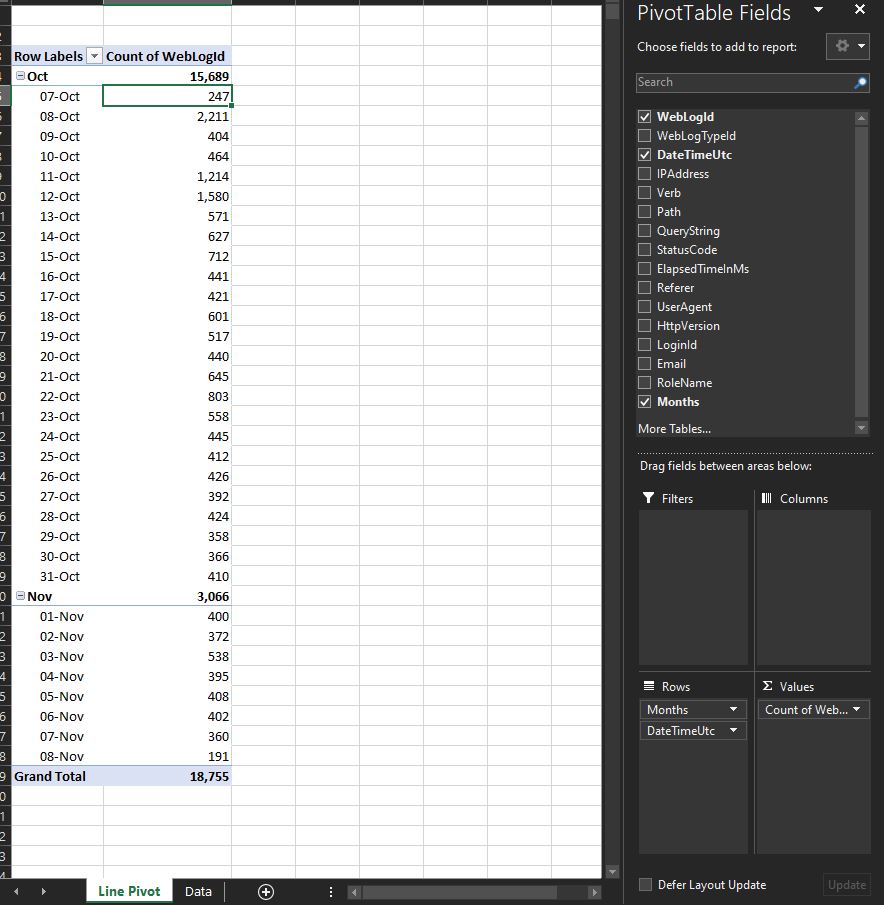 Row Labels Count of WebLogId
Oct 15,689
07-Oct 247
08-Oct 2,211
09-Oct 404
10-Oct 464
11-Oct 1,214
12-Oct 1,580
13-Oct 571
14-Oct 627
15-Oct 712
16-Oct 441
17-Oct 421
18-Oct 601
19-Oct 517
20-Oct 440
21-Oct 645
22-Oct 803
23-Oct 558
24-Oct 445
25-Oct 412
26-Oct 426
27-Oct 392
28-Oct 424
29-Oct 358
30-Oct 366
31-Oct 410
Nov 3,066
01-Nov 400
02-Nov 372
03-Nov 538
04-Nov 395
05-Nov 408
06-Nov 402
07-Nov 360
08-Nov 191
Grand Total 18,755
Line Pivot Data
PivotTable Fields
Choose fields to add to report:
Search
WebLogId
WebLogTypeId
DateTimeUtc
IPAddress
Verb
Path
QueryString
StatusCode
ElapsedTimeInMs
Referer
UserAgent
HttpVersion
LoginId
Email
RoleName
Months
More Tables...
Drag fields between areas below:
Filters
Columns
Rows
Months
DateTimeUtc
Σ Values
Count of Web...
Defer Layout Update
Update